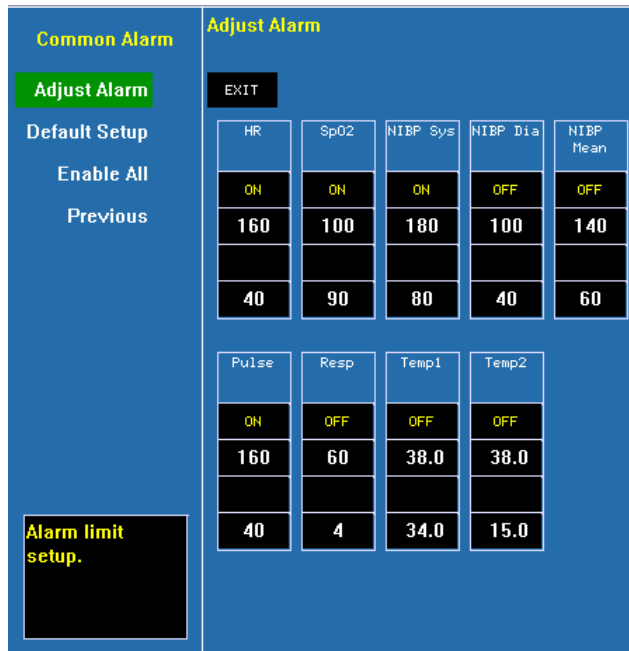 Common Alarm
Adjust Alarm
Default Setup
Enable All
Previous
Alarm limit
setup.
Adjust Alarm
EXIT
HR SpO2 NIBP Sys NIBP Dia NIBP
Mean
ON ON ON OFF OFF
160 100 180 100 140
40 90 80 40 60
Pulse Resp Temp1 Temp2
ON OFF OFF OFF
160 60 38.0 38.0
40 4 34.0 15.0